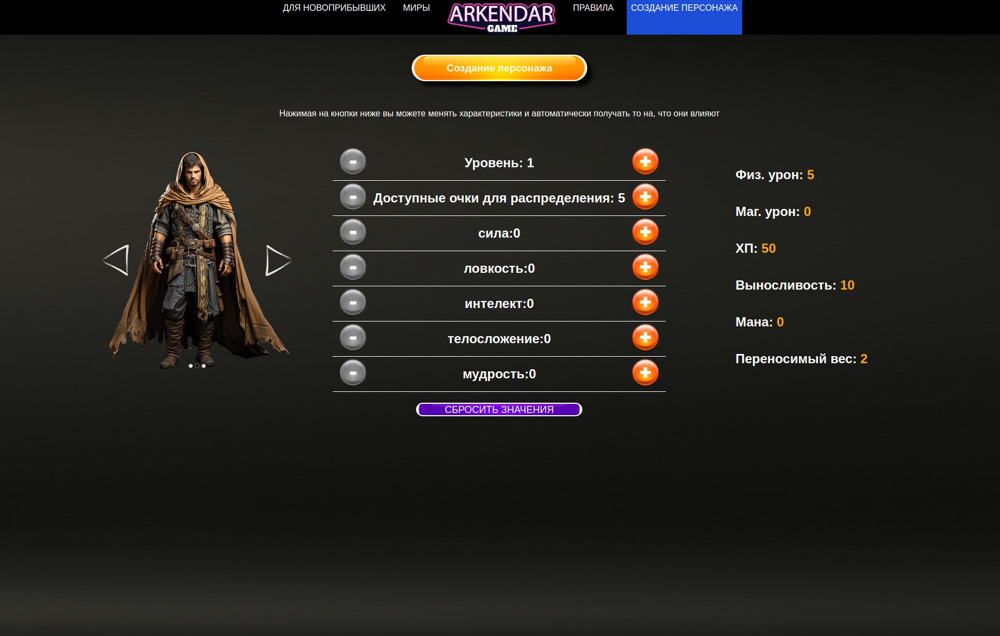 ДЛЯ НОВОПРИБЫВШИХ
МИРЫ
ARKENDAR
GAME
ПРАВИЛА
СОЗДАНИЕ ПЕРСОНАЖА
Создание персонажа
Нажимая на кнопки ниже вы можете менять характеристики и автоматически получать то на, что они влияют
- Уровень: 1 +
- Доступные очки для распределения: 5 +
- сила:0 +
- ловкость:0 +
- интелект:0 +
- телосложение:0 +
- мудрость:0 +
СБРОСИТЬ ЗНАЧЕНИЯ
Физ. урон: 5
Маг. урон: 0
ХП: 50
Выносливость: 10
Мана: 0
Переносимый вес: 2